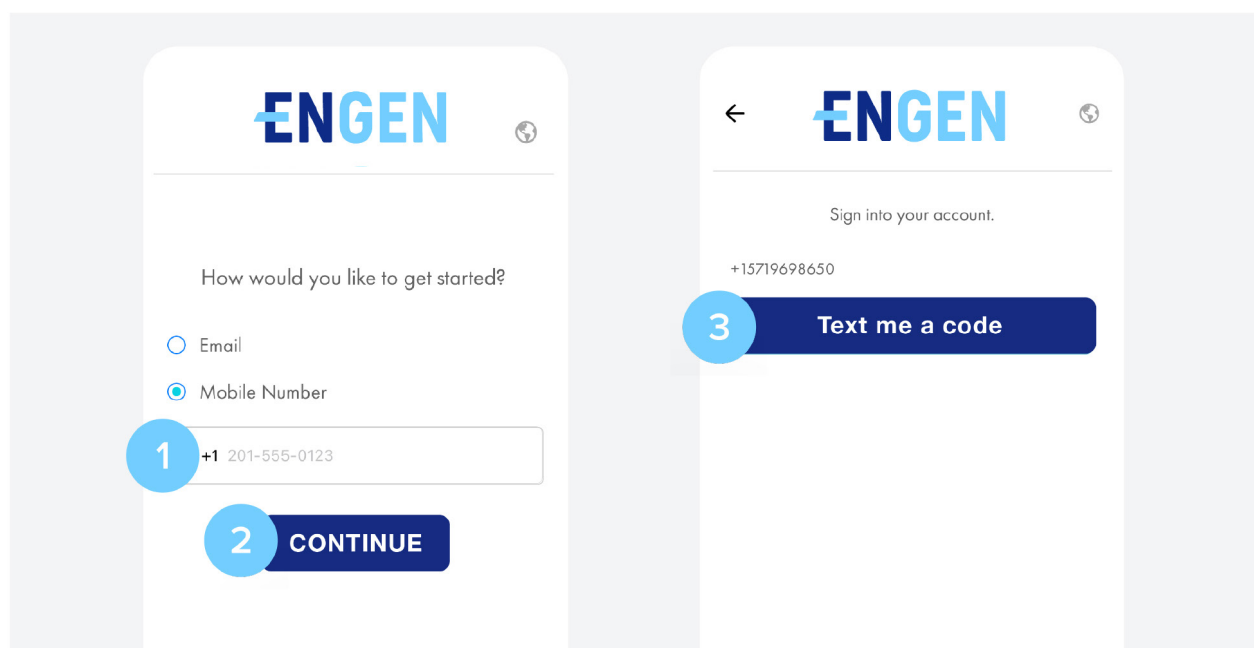 ENGEN
How would you like to get started?
Email
Mobile Number
1 +1 201-555-0123
2 CONTINUE
ENGEN
Sign into your account.
+15719698650
3 Text me a code